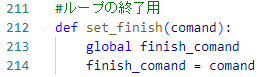 211 #ループの終了用
212 def set_finish(comand):
213     global finish_comand
214     finish_comand = comand